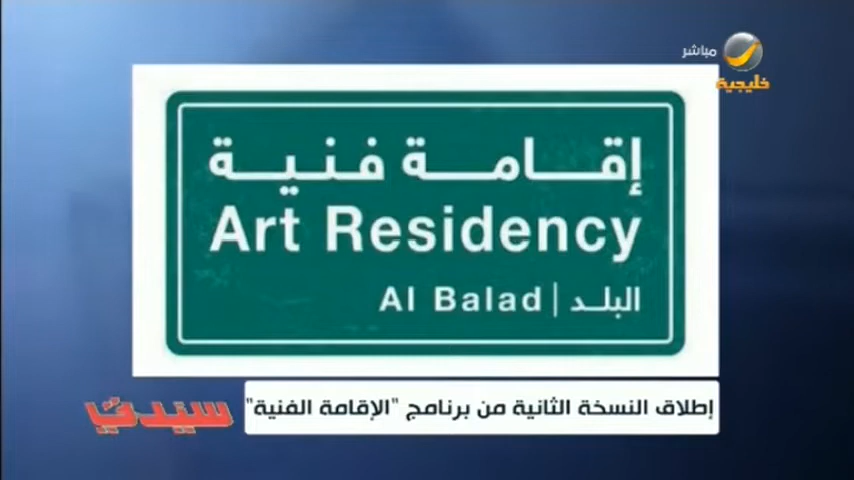 مباشر
خليجية
إقامة فنية
Art Residency
Al Balad | البلد
إطلاق النسخة الثانية من برنامج "الإقامة الفنية"
سيدتي